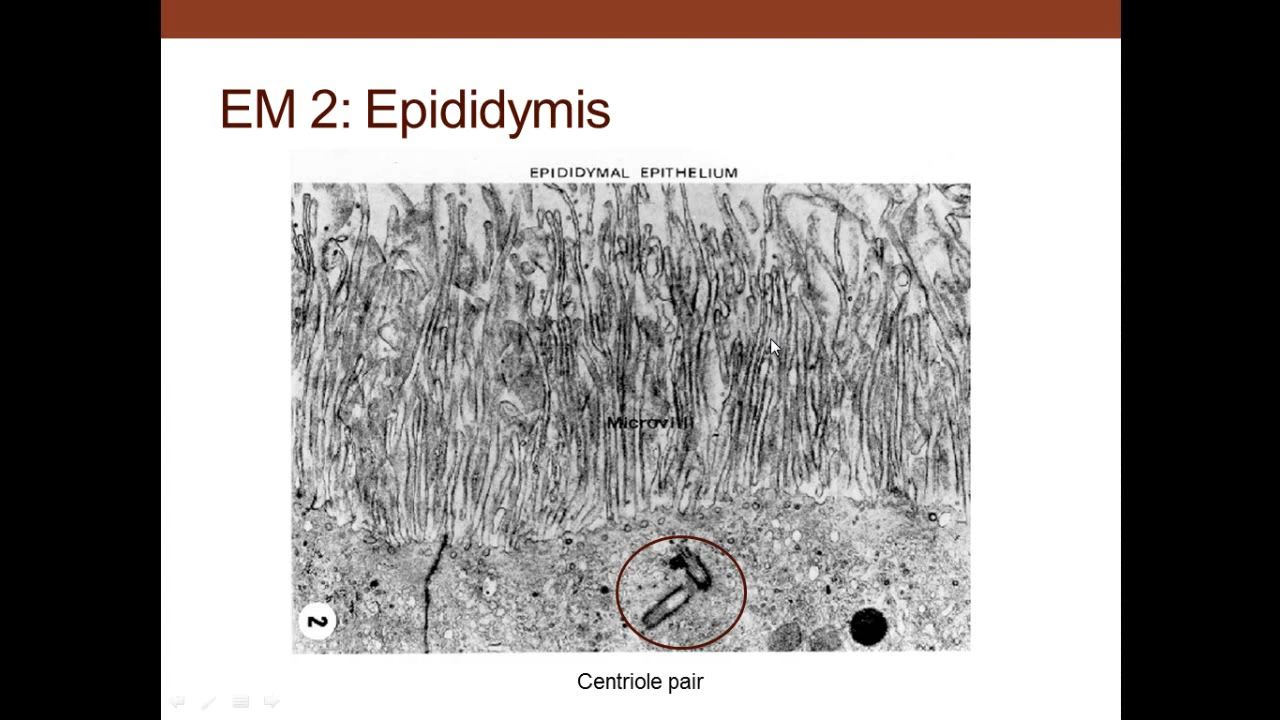 EM 2: Epididymis
EPIDIDYMAL EPITHELIUM
Microvilli
2
Centriole pair